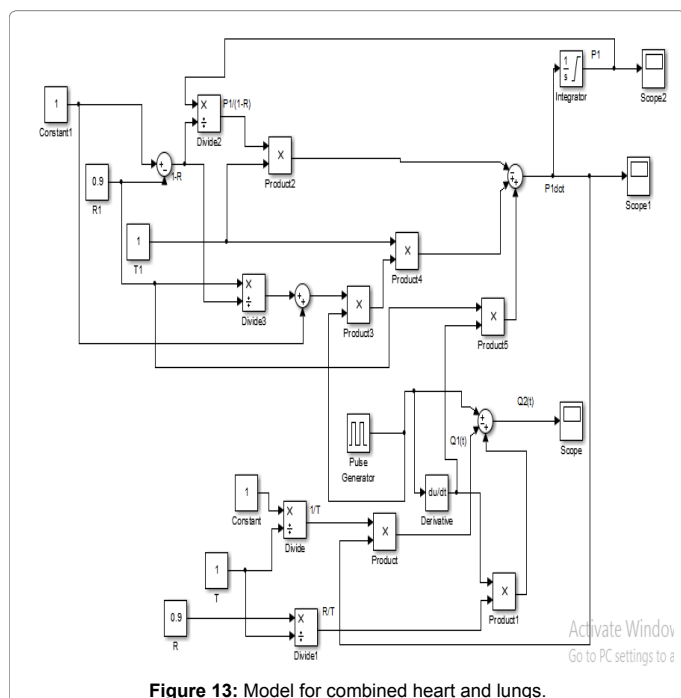 P1
1
s
Integrator
Scope2
1
Constant1
×
÷
P1/(1-R)
Divide2
×
Product2
1-R
0.9
R1
P1dot
Scope1
1
T1
×
Product4
×
÷
Divide3
×
Product3
×
Product5
Q2(t)
Q1(t)
Scope
Pulse
Generator
du/dt
Derivative
1
Constant
×
÷
1/T
Divide
×
Product
1
T
×
Product1
0.9
R
×
÷
R/T
Divide1
Activate Window
Go to PC settings to a
Figure 13: Model for combined heart and lungs.